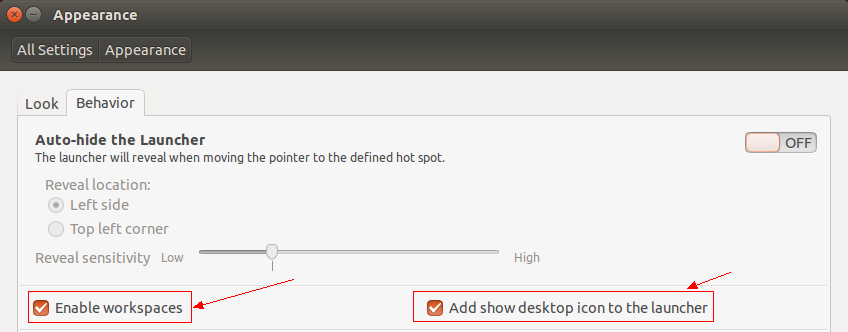 Appearance
All Settings Appearance
Look Behavior
Auto-hide the Launcher
OFF
The launcher will reveal when moving the pointer to the defined hot spot.
Reveal location:
Left side
Top left corner
Reveal sensitivity Low High
Enable workspaces Add show desktop icon to the launcher